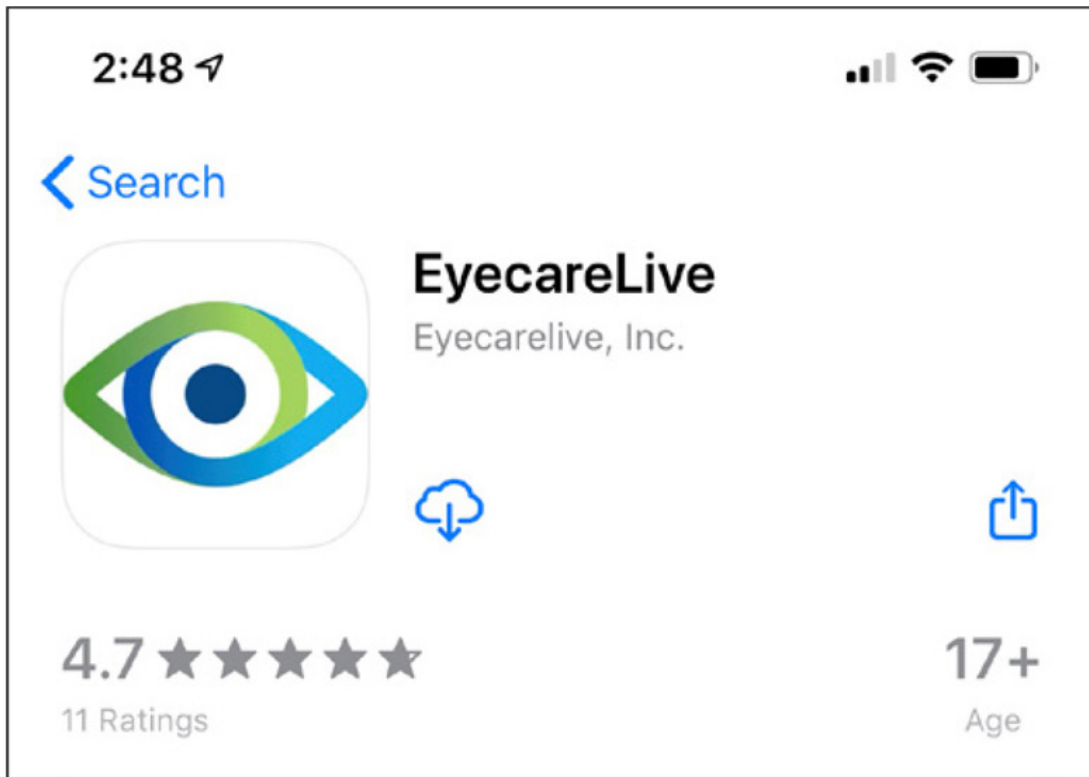 2:48
Search
EyecareLive
Eyecarelive, Inc.
4.7
17+
11 Ratings
Age